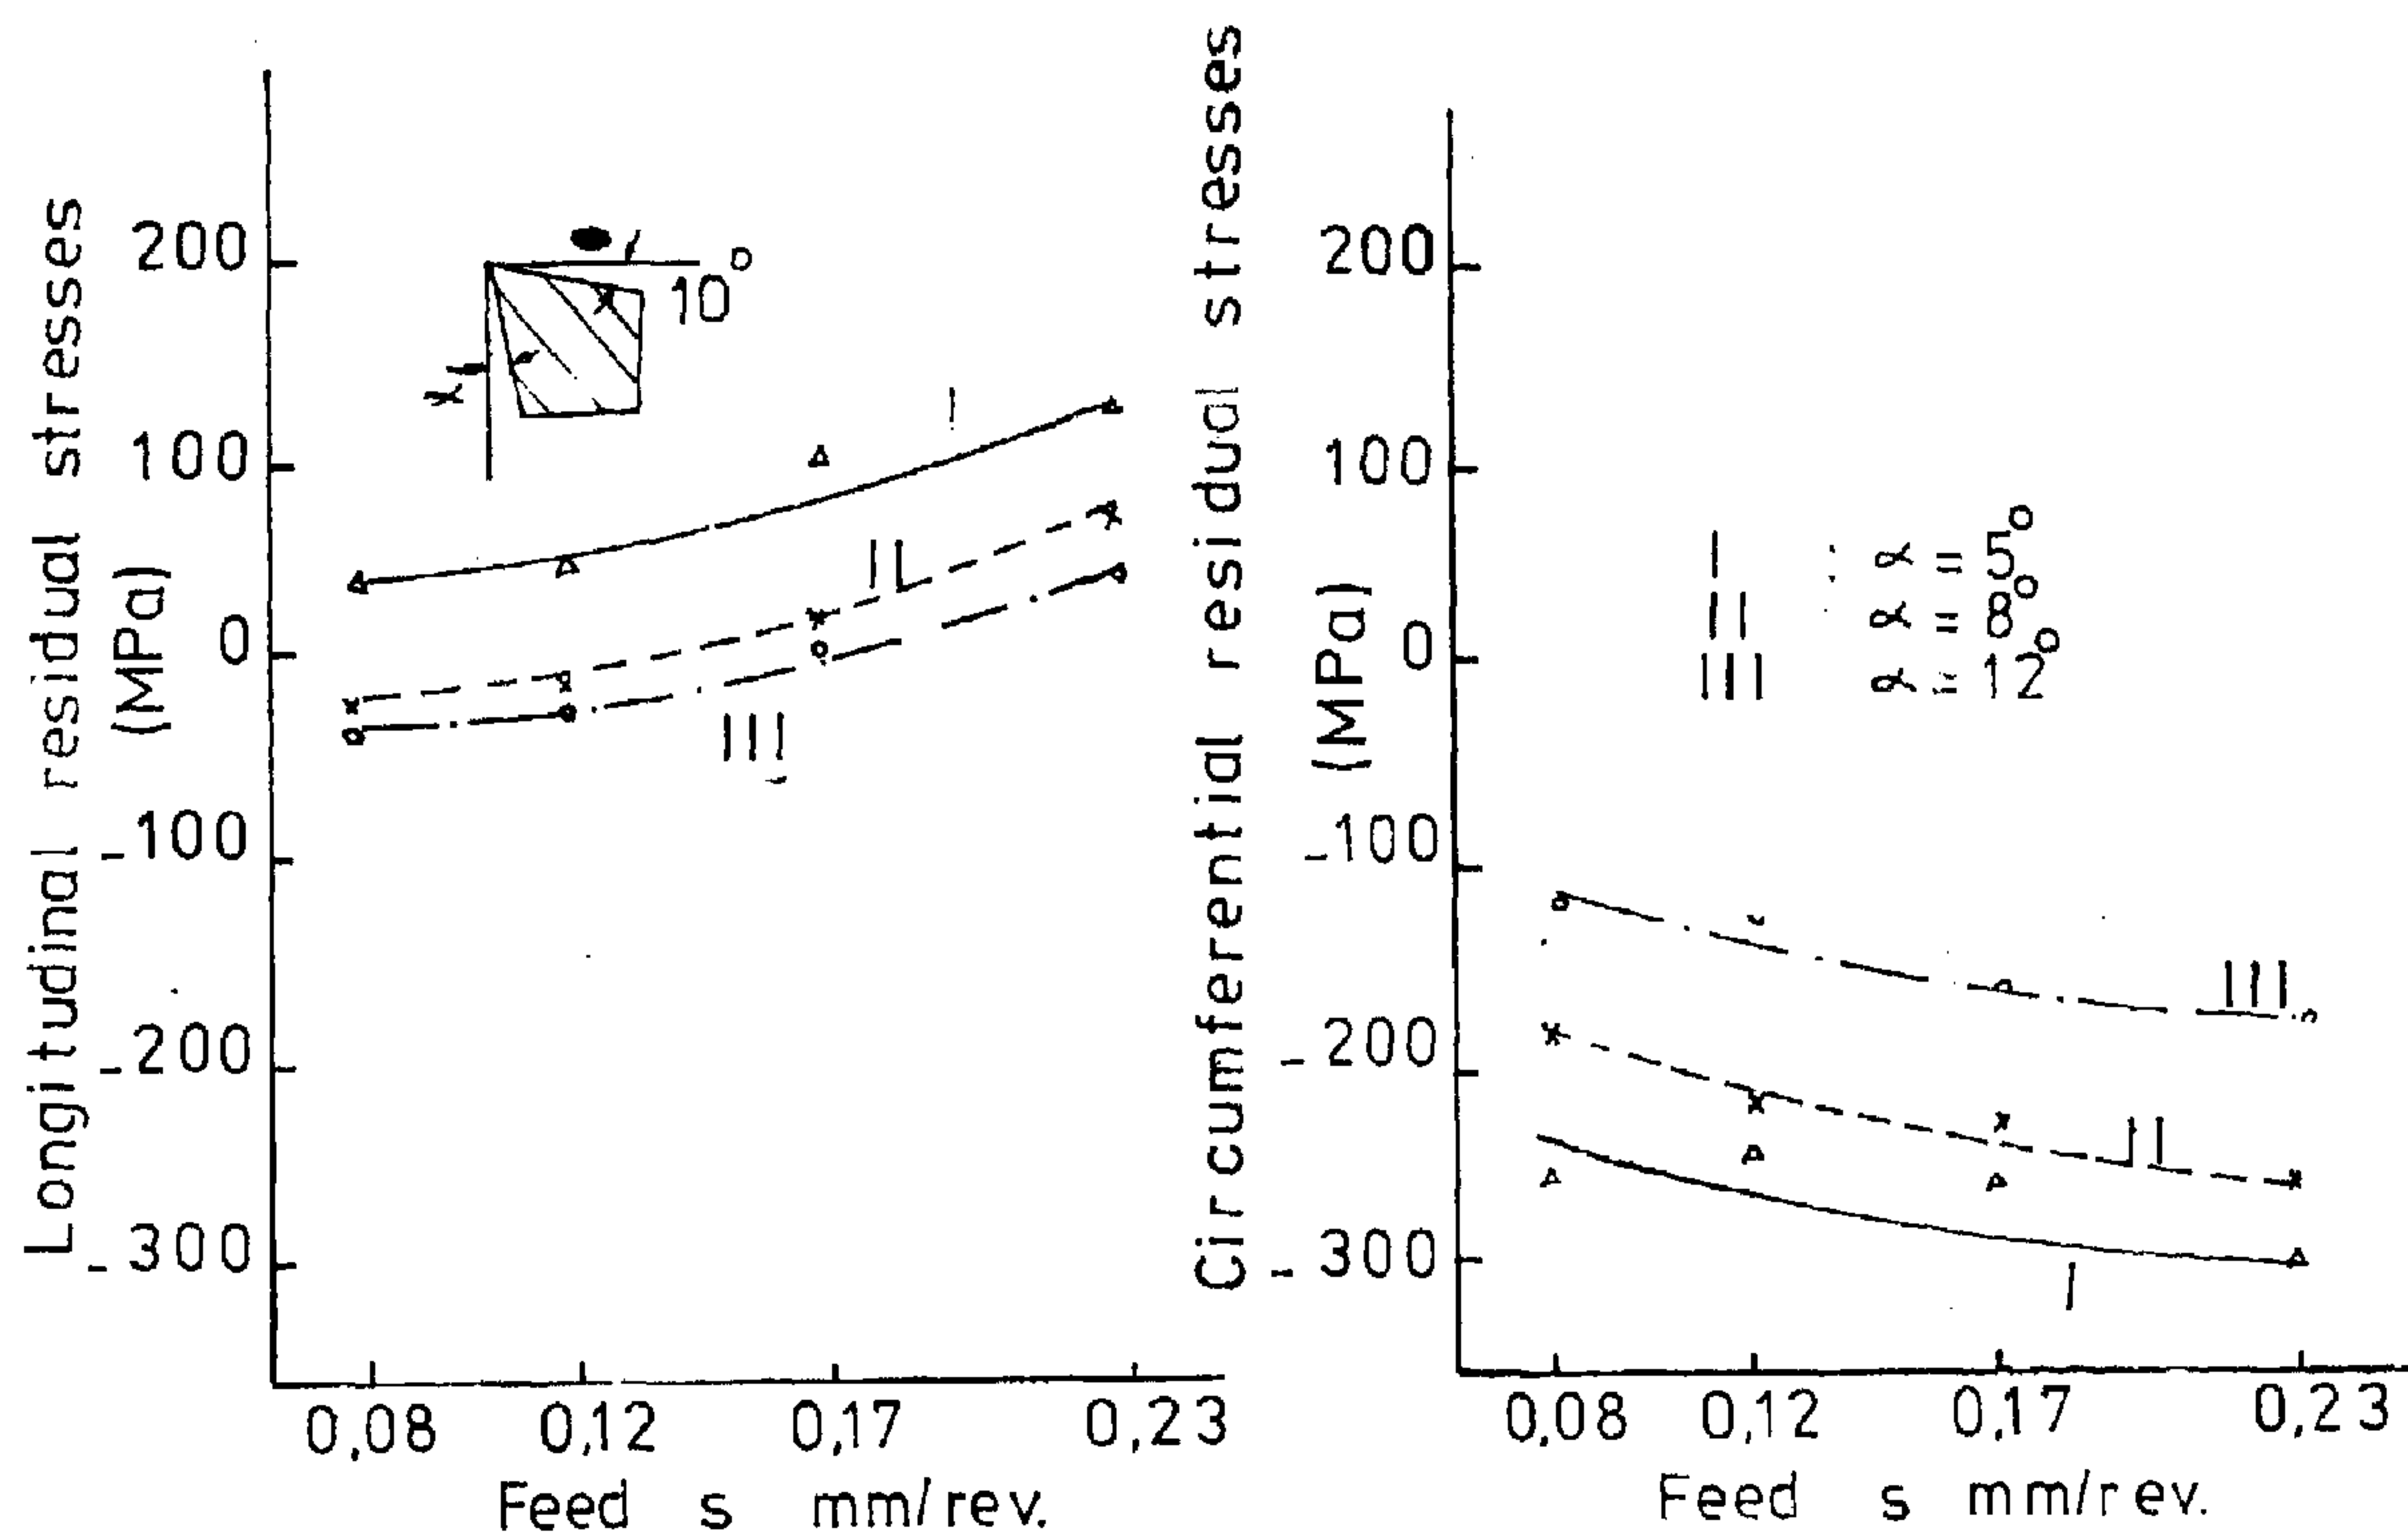 Longitudinal residual stresses
(MPa)
200
100
0
-100
-200
-300
10°
I
II
III
0,08 0,12 0,17 0,23
Feed s mm/rev.
Circumferential residual stresses
(MPa)
200
100
0
-100
-200
-300
I : α = 5°
II : α = 8°
III α = 12°
III
II
I
0,08 0,12 0,17 0,23
Feed s mm/rev.